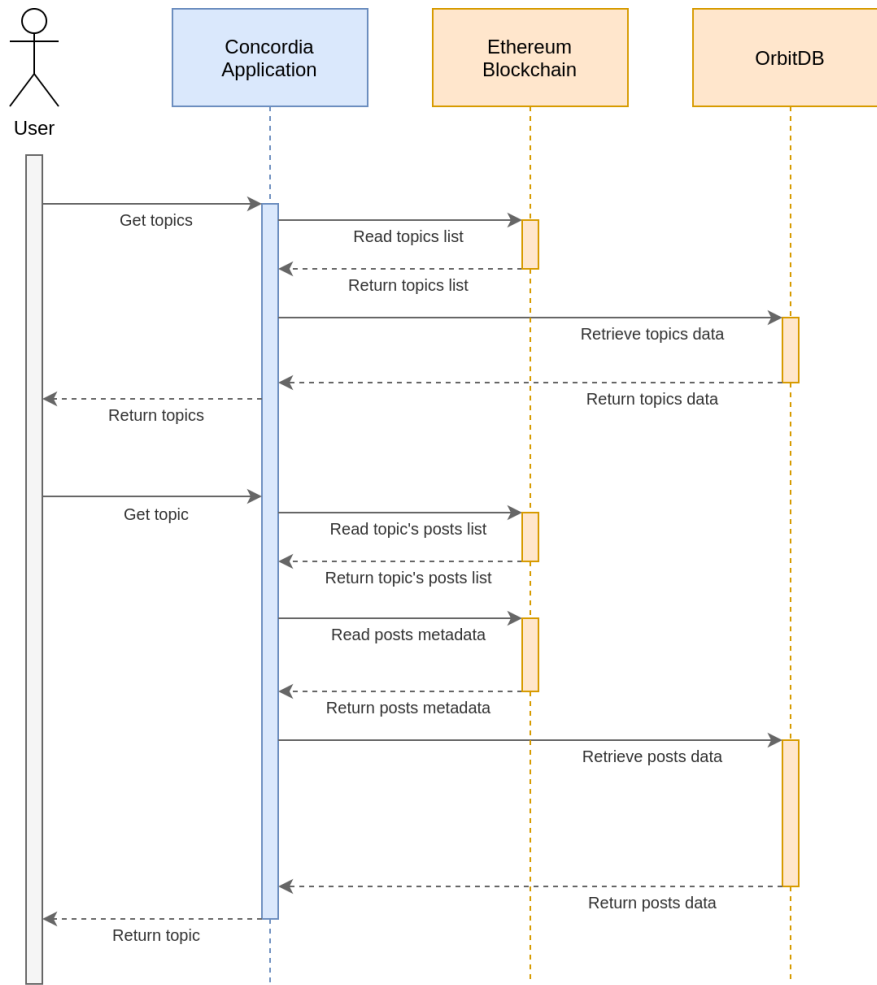 Concordia
Application
Ethereum
Blockchain
OrbitDB
User
Get topics
Read topics list
Return topics list
Retrieve topics data
Return topics data
Return topics
Get topic
Read topic's posts list
Return topic's posts list
Read posts metadata
Return posts metadata
Retrieve posts data
Return posts data
Return topic